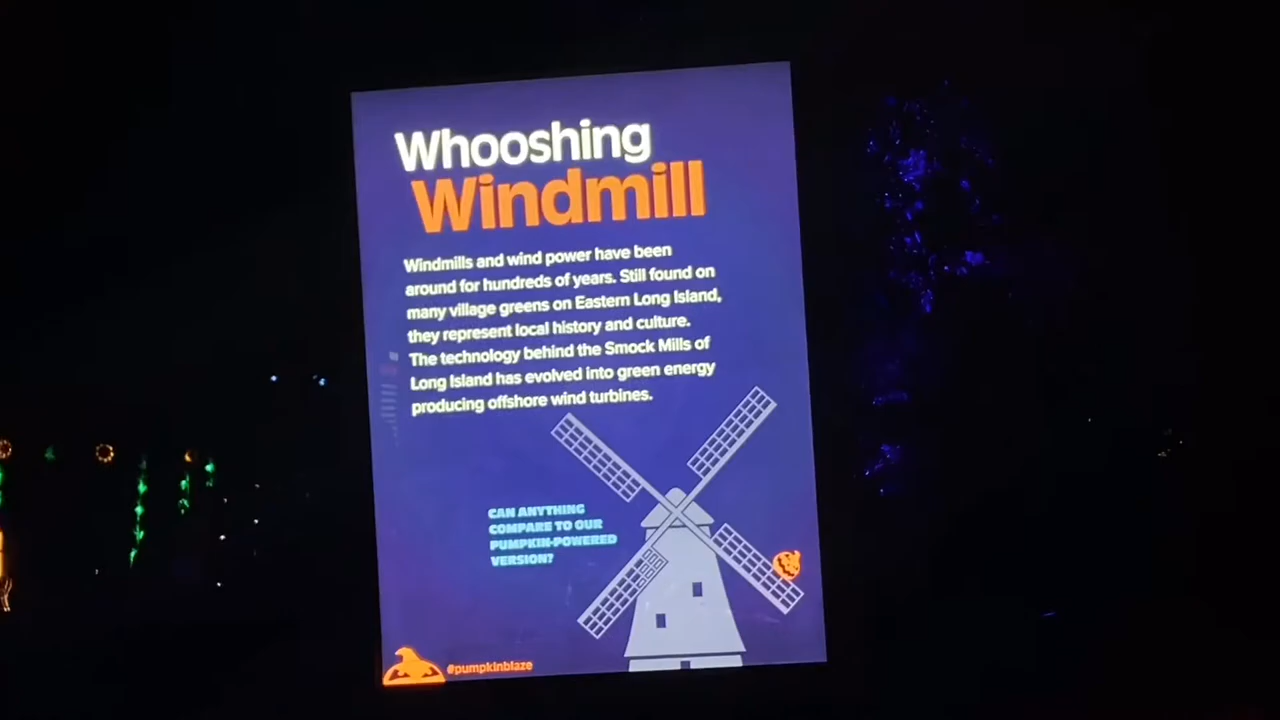 Whooshing
Windmill
Windmills and wind power have been
around for hundreds of years. Still found on
many village greens on Eastern Long Island,
they represent local history and culture.
The technology behind the Smock Mills of
Long Island has evolved into green energy
producing offshore wind turbines.
CAN ANYTHING
COMPARE TO OUR
PUMPKIN-POWERED
VERSION?
#pumpkinblaze